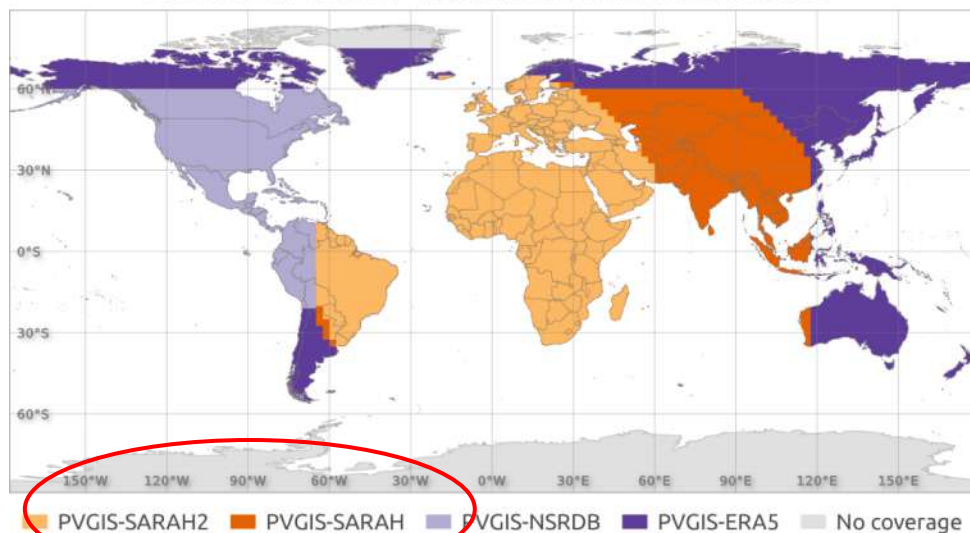 60°N
30°N
0°S
30°S
60°S
150°W 120°W 90°W 60°W 30°W 0°W 30°E 60°E 90°E 120°E 150°E
PVGIS-SARAH2 PVGIS-SARAH PVGIS-NSRDB PVGIS-ERA5 No coverage